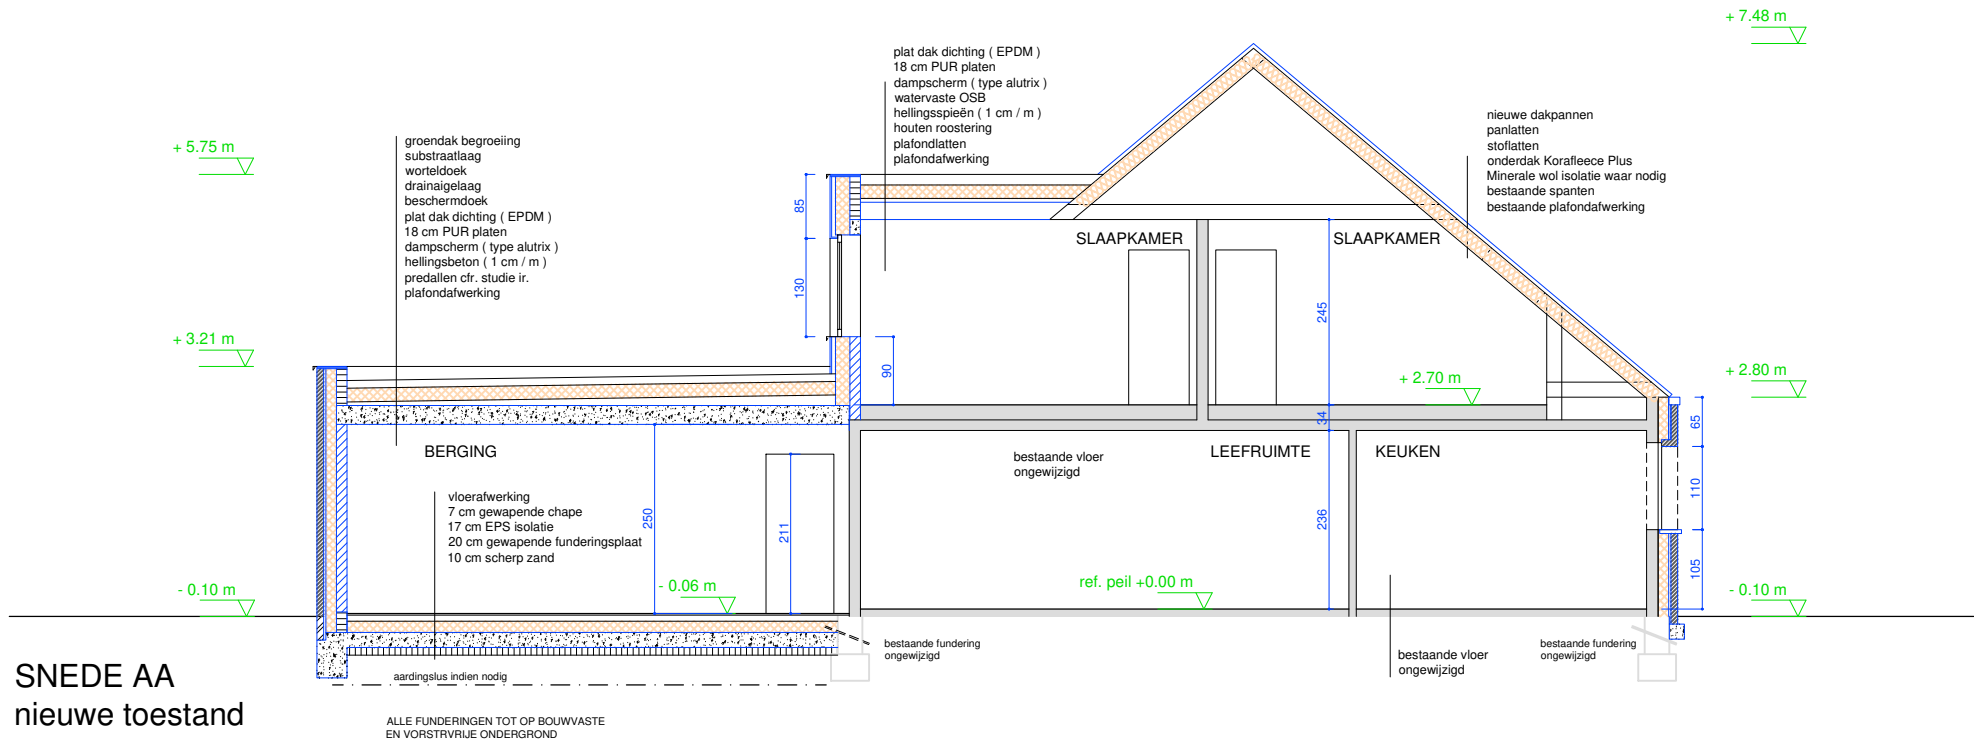 + 7.48 m
plat dak dichting ( EPDM )
18 cm PUR platen
dampscherm ( type alutrix )
watervaste OSB
hellingsspieën ( 1 cm / m )
houten roostering
plafondlatten
plafondafwerking
nieuwe dakpannen
panlatten
stoflatten
onderdak Korafleece Plus
Minerale wol isolatie waar nodig
bestaande spanten
bestaande plafondafwerking
+ 5.75 m
groendak begroeiing
substraatlaag
worteldoek
drainaigelaag
beschermdoek
plat dak dichting ( EPDM )
18 cm PUR platen
dampscherm ( type alutrix )
hellingsbeton ( 1 cm / m )
predallen cfr. studie ir.
plafondafwerking
85
130
90
SLAAPKAMER
SLAAPKAMER
245
+ 3.21 m
+ 2.70 m
+ 2.80 m
34
65
110
105
BERGING
LEEFRUIMTE
KEUKEN
bestaande vloer
ongewijzigd
vloerafwerking
7 cm gewapende chape
17 cm EPS isolatie
20 cm gewapende funderingsplaat
10 cm scherp zand
250
211
236
- 0.10 m
- 0.06 m
ref. peil +0.00 m
- 0.10 m
bestaande fundering
ongewijzigd
bestaande vloer
ongewijzigd
bestaande fundering
ongewijzigd
aardingslus indien nodig
SNEDE AA
nieuwe toestand
ALLE FUNDERINGEN TOT OP BOUWVASTE
EN VORSTRVRIJE ONDERGROND